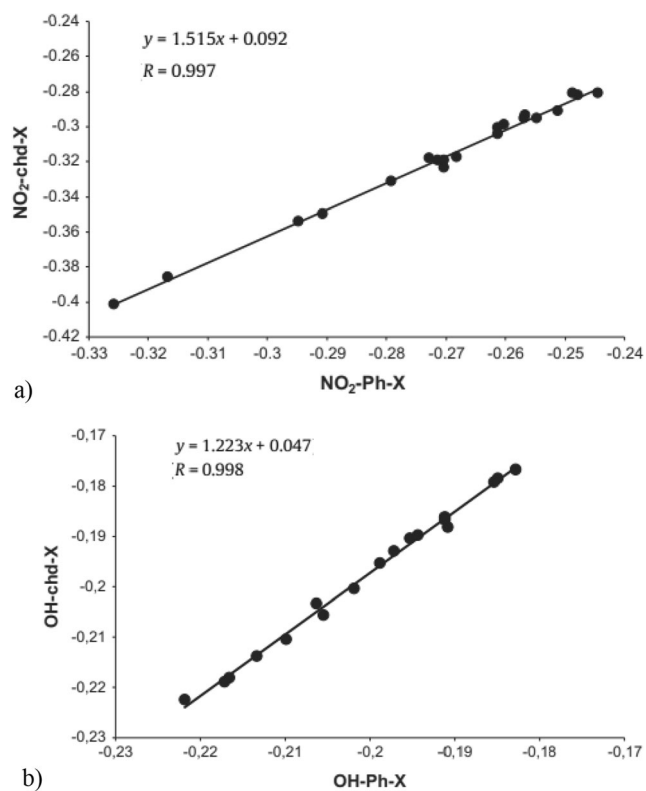 -0.24
y = 1.515x + 0.092
-0.26
R = 0.997
-0.28
-0.3
-0.32
-0.34
-0.36
-0.38
-0.4
-0.42
NO₂-chd-X
-0.33 -0.32 -0.31 -0.3 -0.29 -0.28 -0.27 -0.26 -0.25 -0.24
NO₂-Ph-X
a)
-0,17
y = 1.223x + 0.047
R = 0.998
-0,18
-0,19
-0,2
-0,21
-0,22
-0,23
OH-chd-X
-0,23 -0,22 -0,21 -0,2 -0,19 -0,18 -0,17
OH-Ph-X
b)